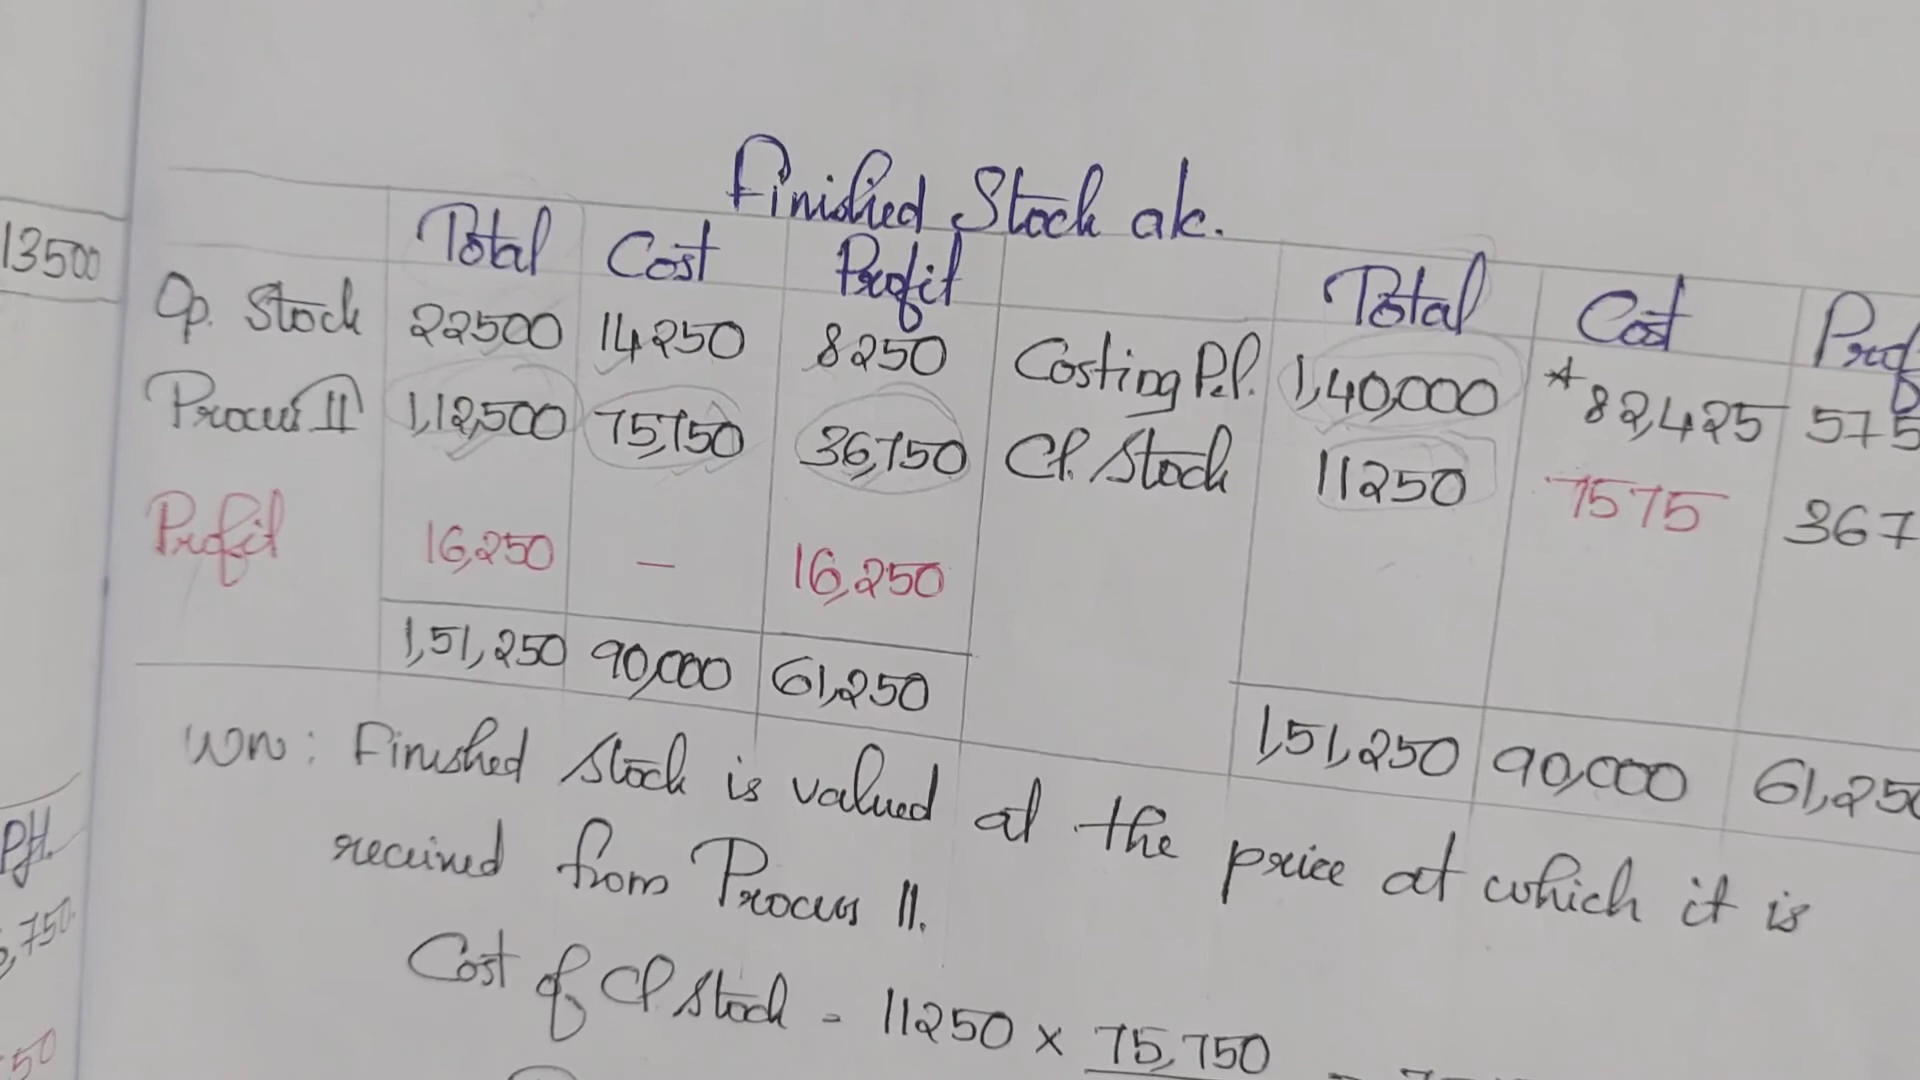 Finished Stock a/c.
Total Cost Profit Total Cost Prof
Op. Stock 22500 14250 8250 Costing P.l. 1,40,000 *82,425 575
Process II 1,12,500 75,750 36,750 Cl. Stock 11250 7575 367
Profit 16,250 — 16,250
1,51,250 90,000 61,250 1,51,250 90,000 61,250
WN: Finished Stock is valued at the price at which it is
received from Process II.
Cost of Cl. Stock = 11250 × 75,750
13500
,750
50